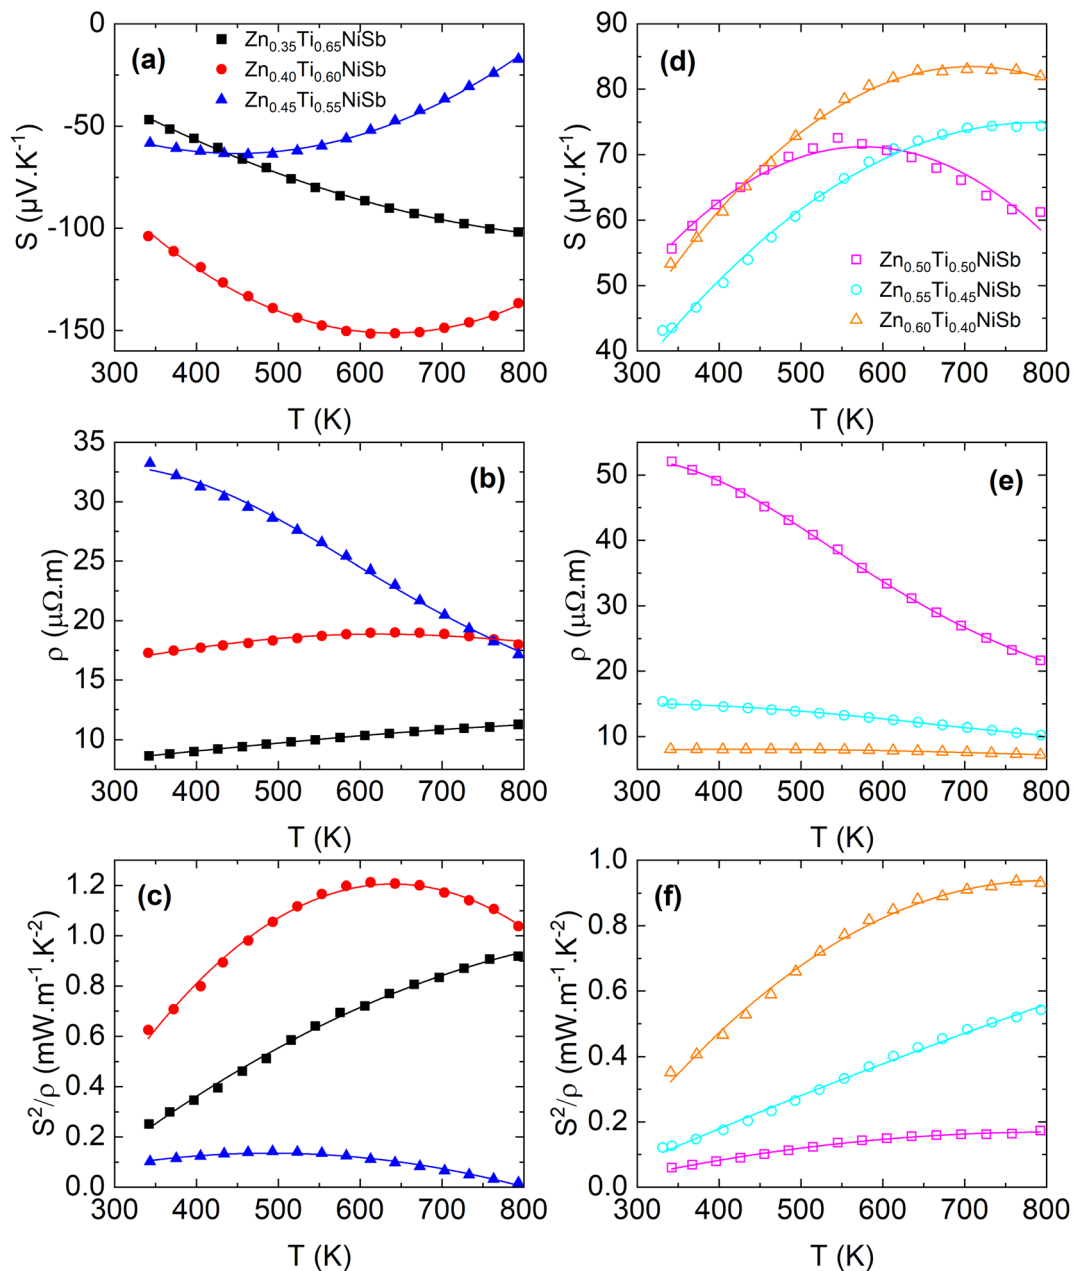 (a)
Zn0.35Ti0.65NiSb
Zn0.40Ti0.60NiSb
Zn0.45Ti0.55NiSb
0
-50
-100
-150
S (μV.K-1)
300 400 500 600 700 800
T (K)
(d)
90
80
70
60
50
40
S (μV.K-1)
Zn0.50Ti0.50NiSb
Zn0.55Ti0.45NiSb
Zn0.60Ti0.40NiSb
300 400 500 600 700 800
T (K)
(b)
35
30
25
20
15
10
ρ (μΩ.m)
300 400 500 600 700 800
T (K)
(e)
50
40
30
20
10
ρ (μΩ.m)
300 400 500 600 700 800
T (K)
(c)
1.2
1.0
0.8
0.6
0.4
0.2
0.0
S2/ρ (mW.m-1.K-2)
300 400 500 600 700 800
T (K)
(f)
1.0
0.8
0.6
0.4
0.2
0.0
S2/ρ (mW.m-1.K-2)
300 400 500 600 700 800
T (K)